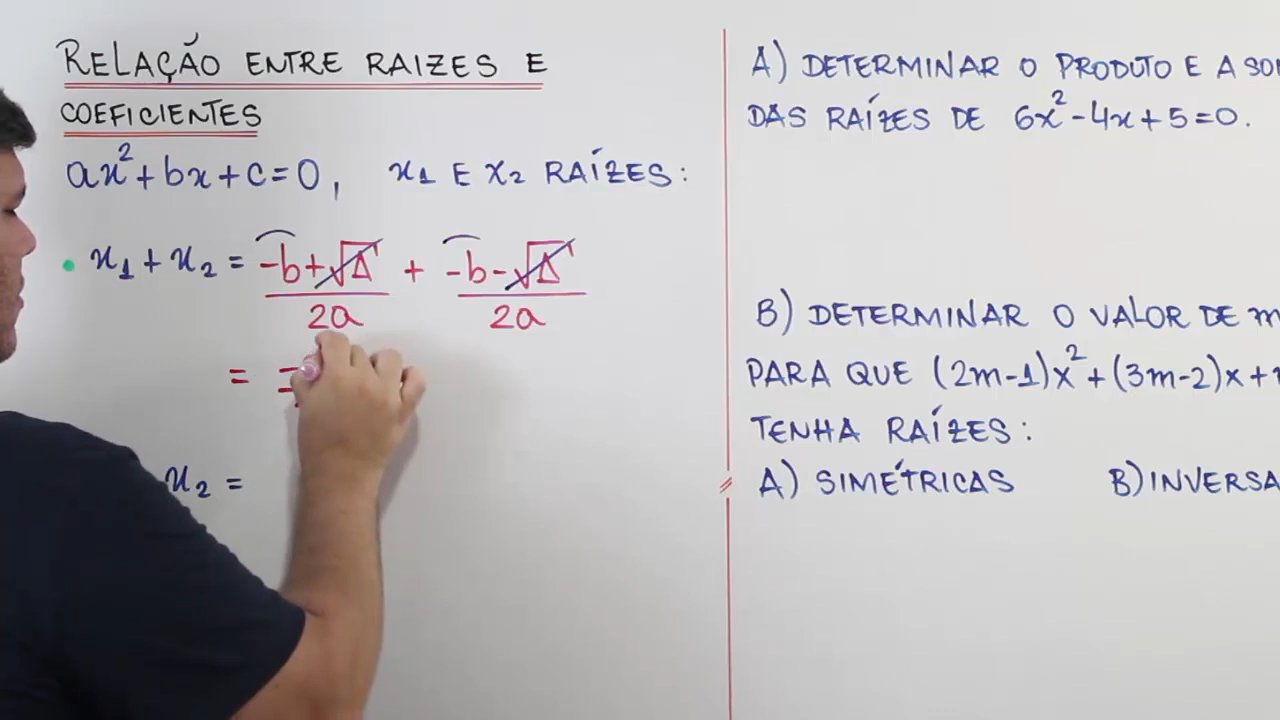 RELAÇÃO ENTRE RAIZES E
COEFICIENTES
ax²+bx+c=0, x₁ E x₂ RAÍZES:
• x₁+x₂ = (-b+√Δ)/2a + (-b-√Δ)/2a
=
x₂ =
A) DETERMINAR O PRODUTO E A
DAS RAÍZES DE 6x²-4x+5=0.
B) DETERMINAR O VALOR DE m
PARA QUE (2m-1)x²+(3m-2)x+
TENHA RAÍZES:
A) SIMÉTRICAS B) INVERSA